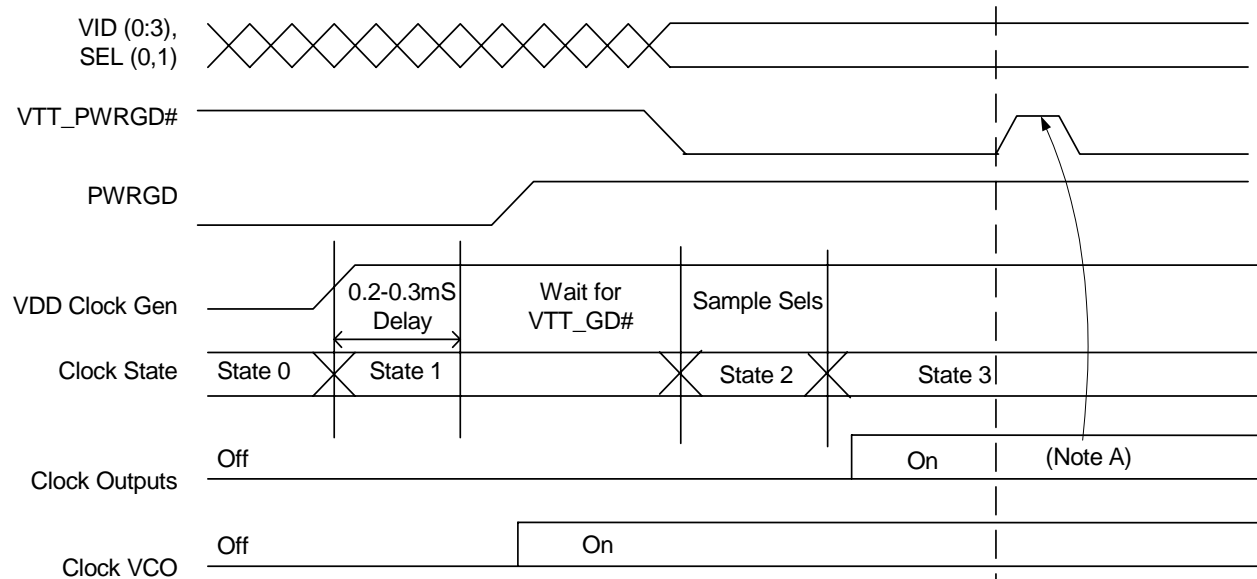 VID (0:3),
SEL (0,1)
VTT_PWRGD#
PWRGD
VDD Clock Gen
0.2-0.3mS
Delay
Wait for
VTT_GD#
Sample Sels
Clock State
State 0
State 1
State 2
State 3
Clock Outputs
Off
On
(Note A)
Clock VCO
Off
On